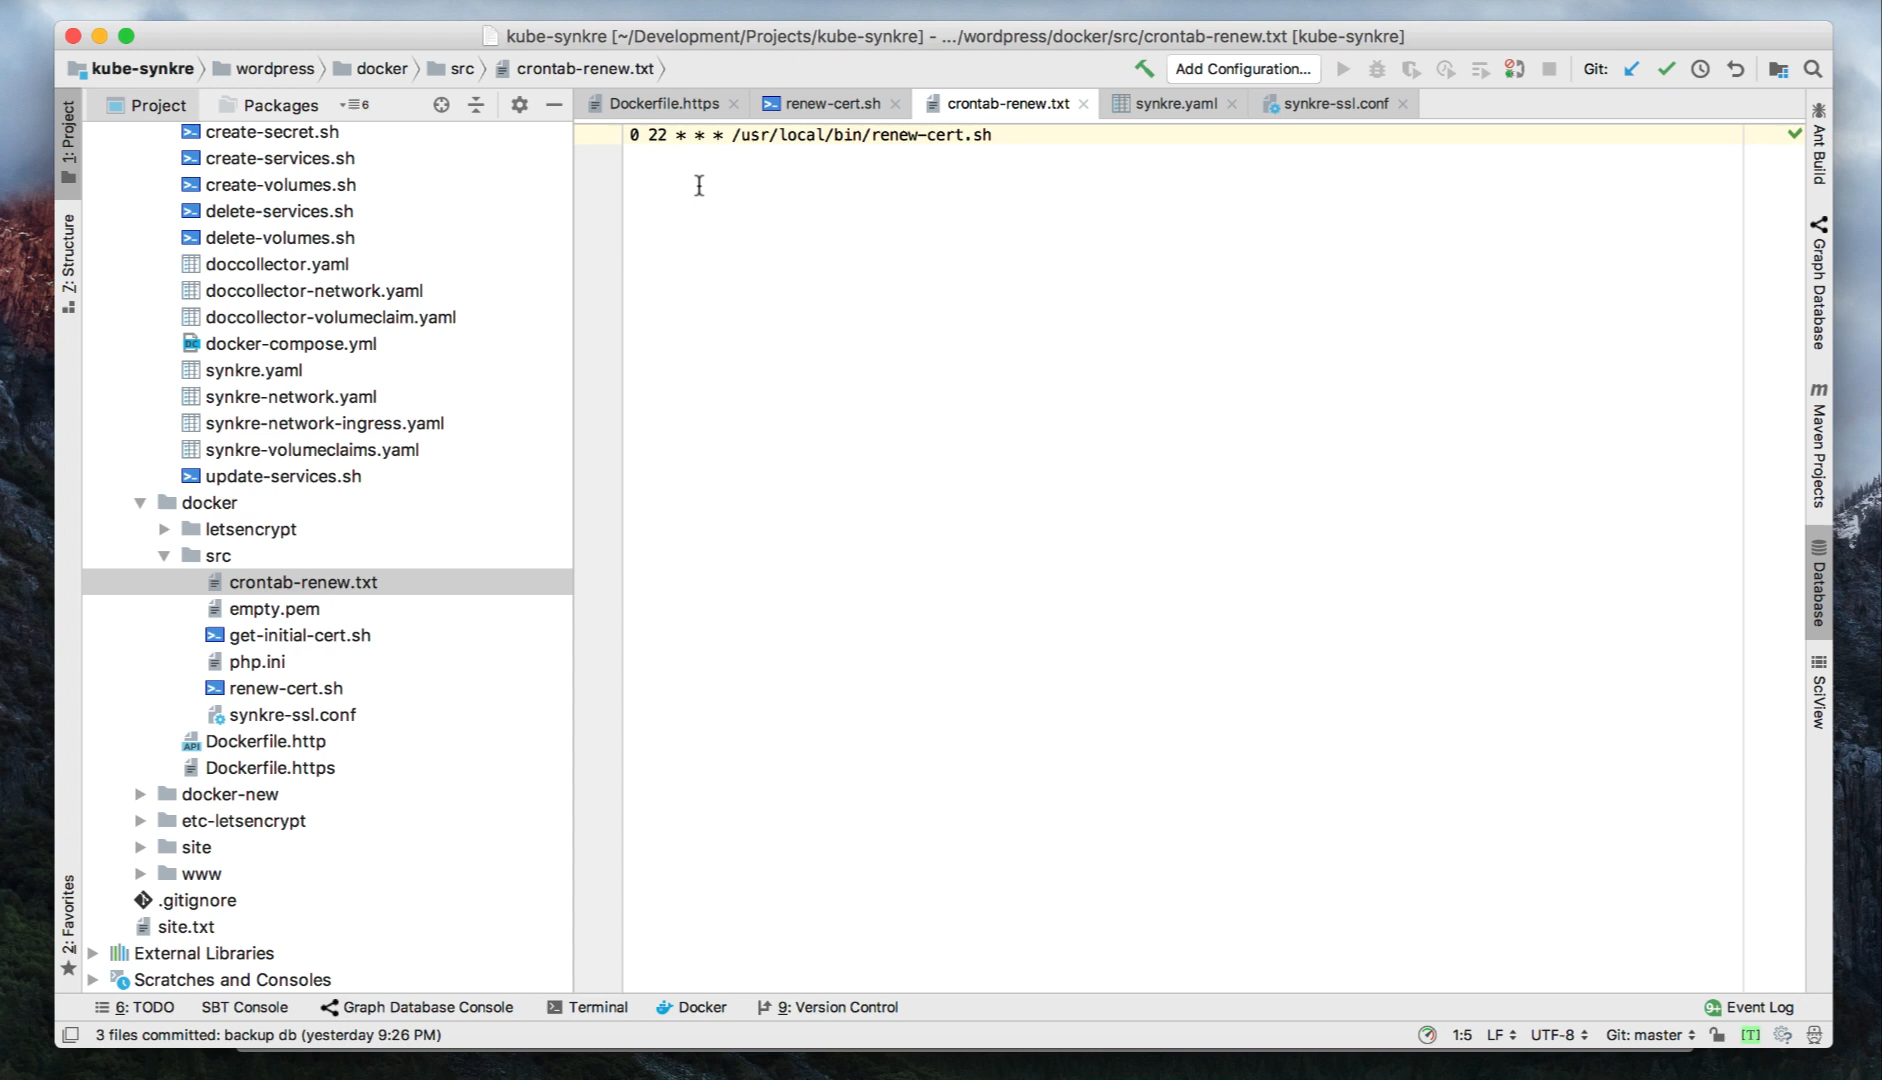 kube-synkre [~/Development/Projects/kube-synkre] - .../wordpress/docker/src/crontab-renew.txt [kube-synkre]
kube-synkre wordpress docker src crontab-renew.txt Add Configuration... Git:
Project Packages 6 Dockerfile.https renew-cert.sh crontab-renew.txt synkre.yaml synkre-ssl.conf
1: Project
Z: Structure
2: Favorites
create-secret.sh
create-services.sh
create-volumes.sh
delete-services.sh
delete-volumes.sh
doccollector.yaml
doccollector-network.yaml
doccollector-volumeclaim.yaml
DC docker-compose.yml
synkre.yaml
synkre-network.yaml
synkre-network-ingress.yaml
synkre-volumeclaims.yaml
update-services.sh
docker
letsencrypt
src
crontab-renew.txt
empty.pem
get-initial-cert.sh
php.ini
renew-cert.sh
synkre-ssl.conf
API Dockerfile.http
Dockerfile.https
docker-new
etc-letsencrypt
site
www
.gitignore
site.txt
External Libraries
Scratches and Consoles
0 22 * * * /usr/local/bin/renew-cert.sh
Ant Build
Graph Database
m Maven Projects
Database
SciView
6: TODO SBT Console Graph Database Console Terminal Docker 9: Version Control 9+ Event Log
3 files committed: backup db (yesterday 9:26 PM) 1:5 LF UTF-8 Git: master [T]